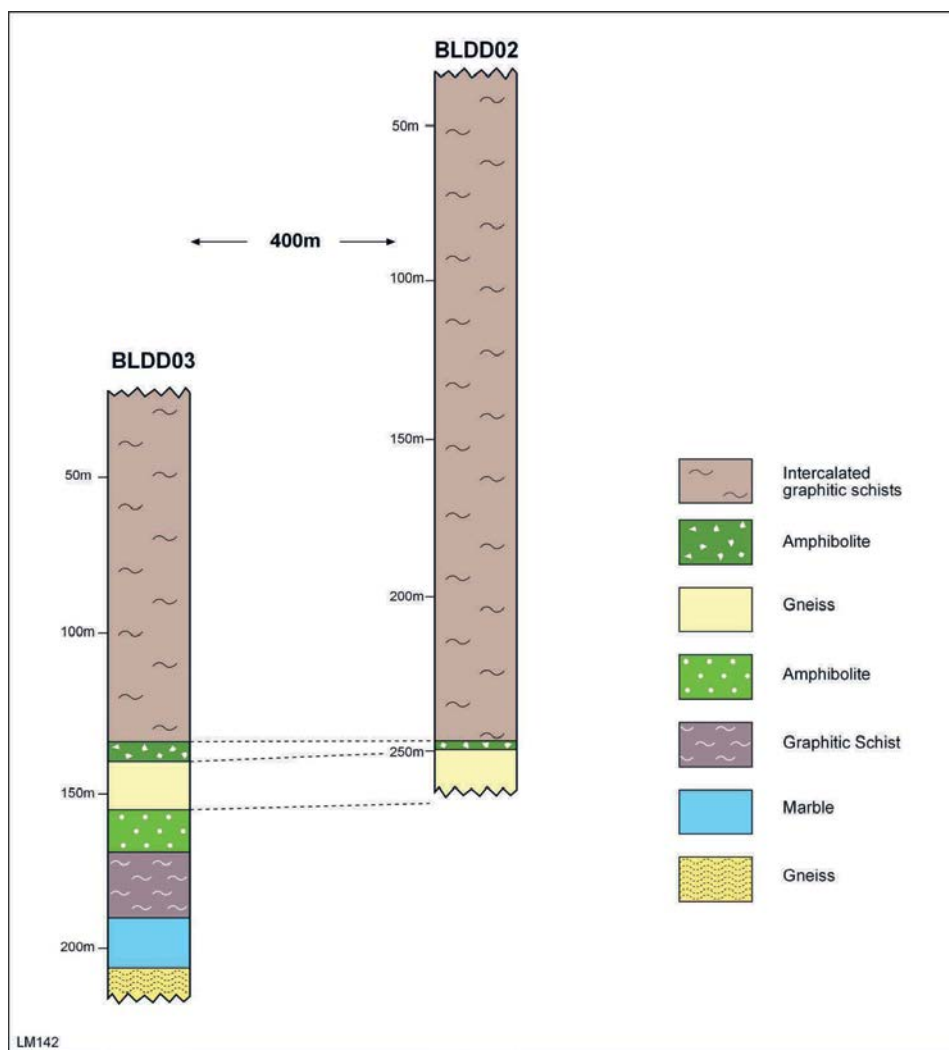 BLDD02
50m
400m
100m
BLDD03
150m
50m
200m
100m
250m
150m
200m
Intercalated
graphitic schists
Amphibolite
Gneiss
Amphibolite
Graphitic Schist
Marble
Gneiss
LM142